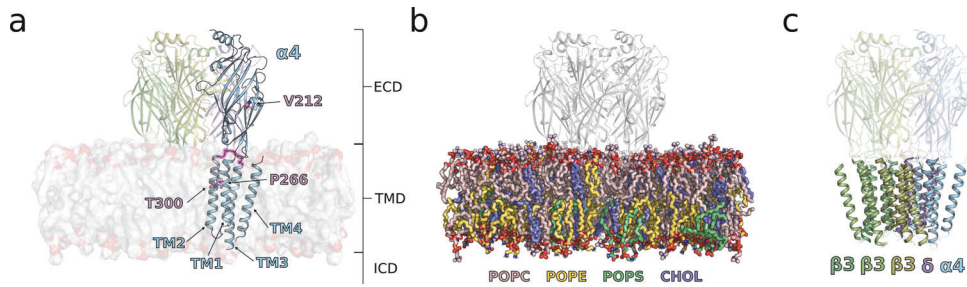 a
α4
ECD
V212
P266
T300
TMD
TM4
TM2
TM1
TM3
ICD
b
POPC POPE POPS CHOL
c
β3 β3 β3 δ α4